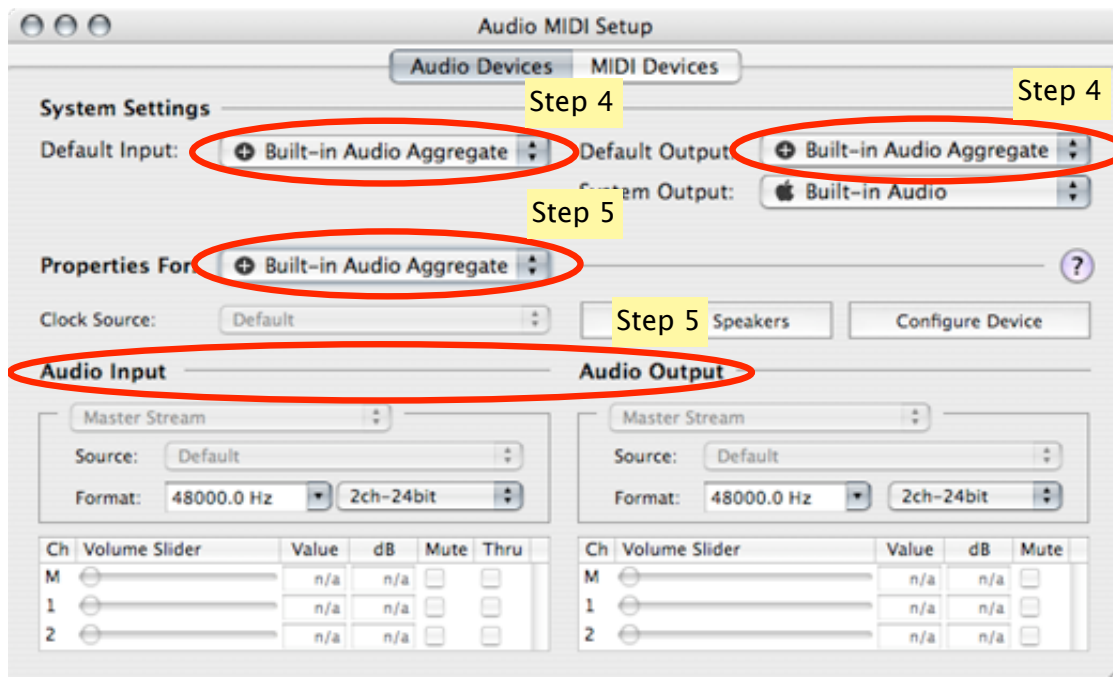 Audio MIDI Setup
Audio Devices MIDI Devices
Step 4 Step 4
System Settings
Default Input: Built-in Audio Aggregate Default Output: Built-in Audio Aggregate
System Output: Built-in Audio
Step 5
Properties For: Built-in Audio Aggregate ?
Clock Source: Default Step 5 Speakers Configure Device
Audio Input Audio Output
Master Stream Master Stream
Source: Default Source: Default
Format: 48000.0 Hz 2ch-24bit Format: 48000.0 Hz 2ch-24bit
Ch Volume Slider Value dB Mute Thru Ch Volume Slider Value dB Mute
M n/a n/a M n/a n/a
1 n/a n/a 1 n/a n/a
2 n/a n/a 2 n/a n/a